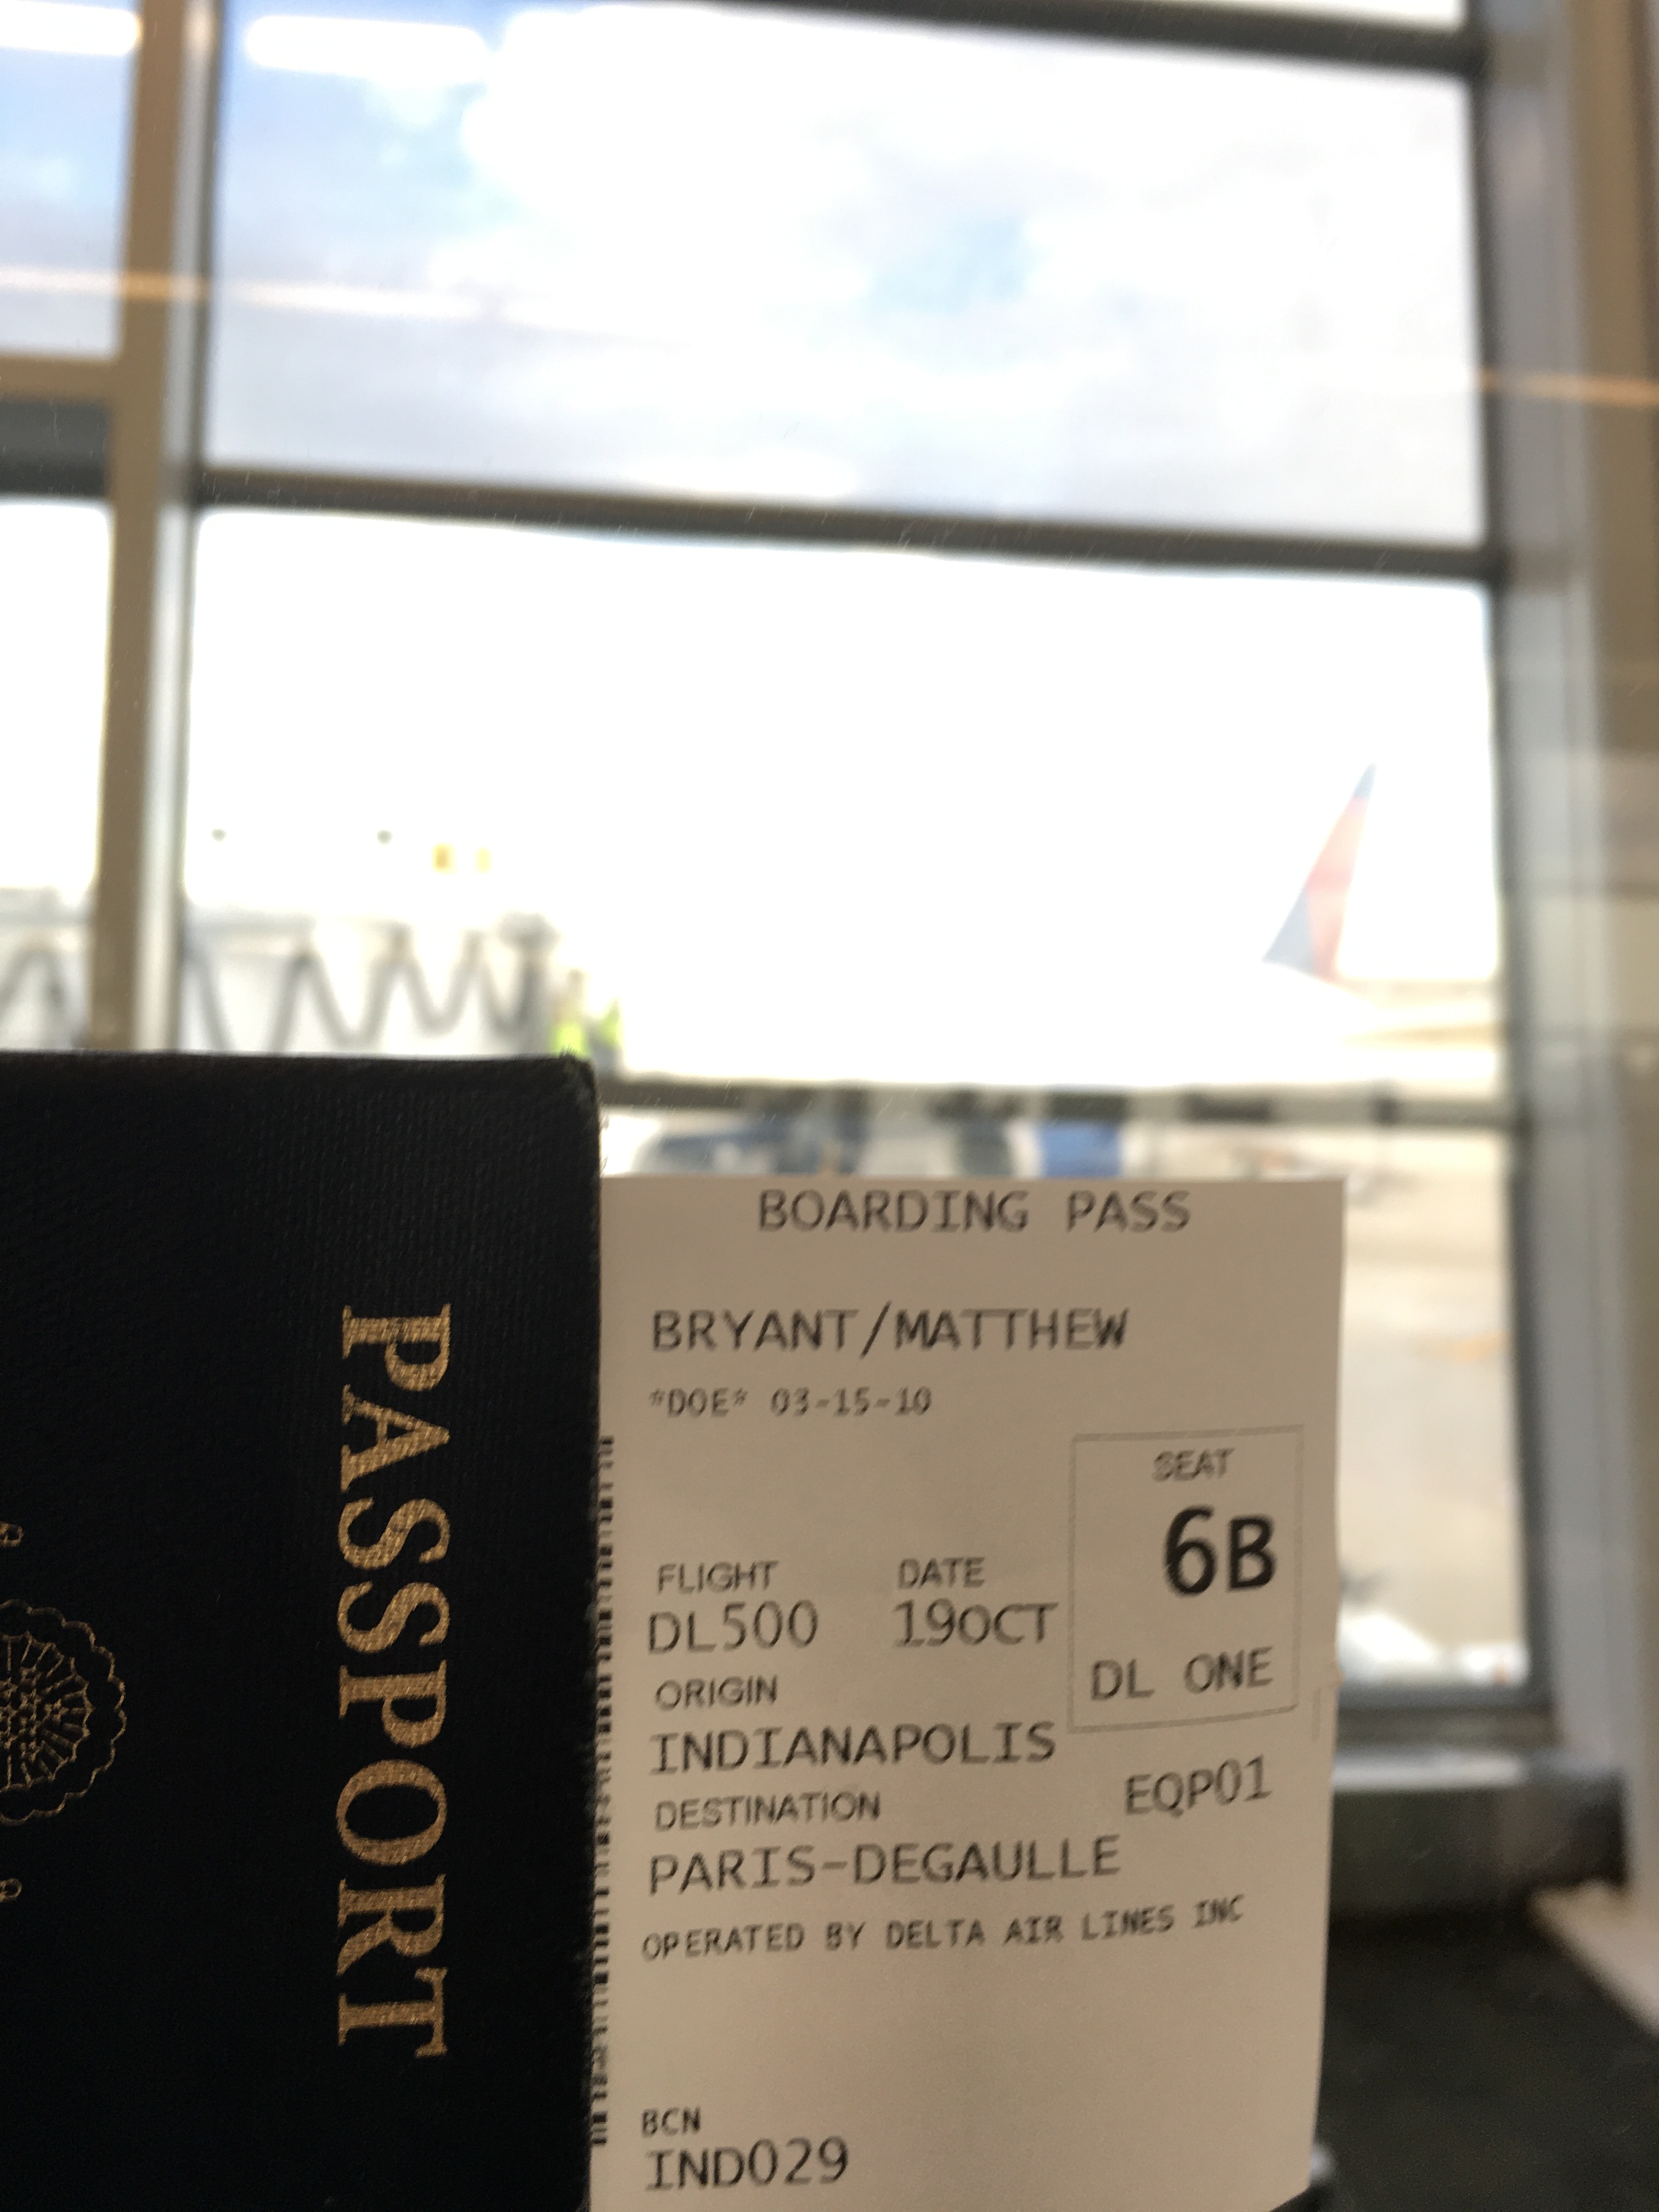 PASSPORT
BOARDING PASS
BRYANT/MATTHEW
*DOE* 03-15-10
SEAT
6B
DL ONE
FLIGHT DATE
DL500 19OCT
ORIGIN
INDIANAPOLIS
EQP01
DESTINATION
PARIS-DEGAULLE
OPERATED BY DELTA AIR LINES INC
BCN
IND029